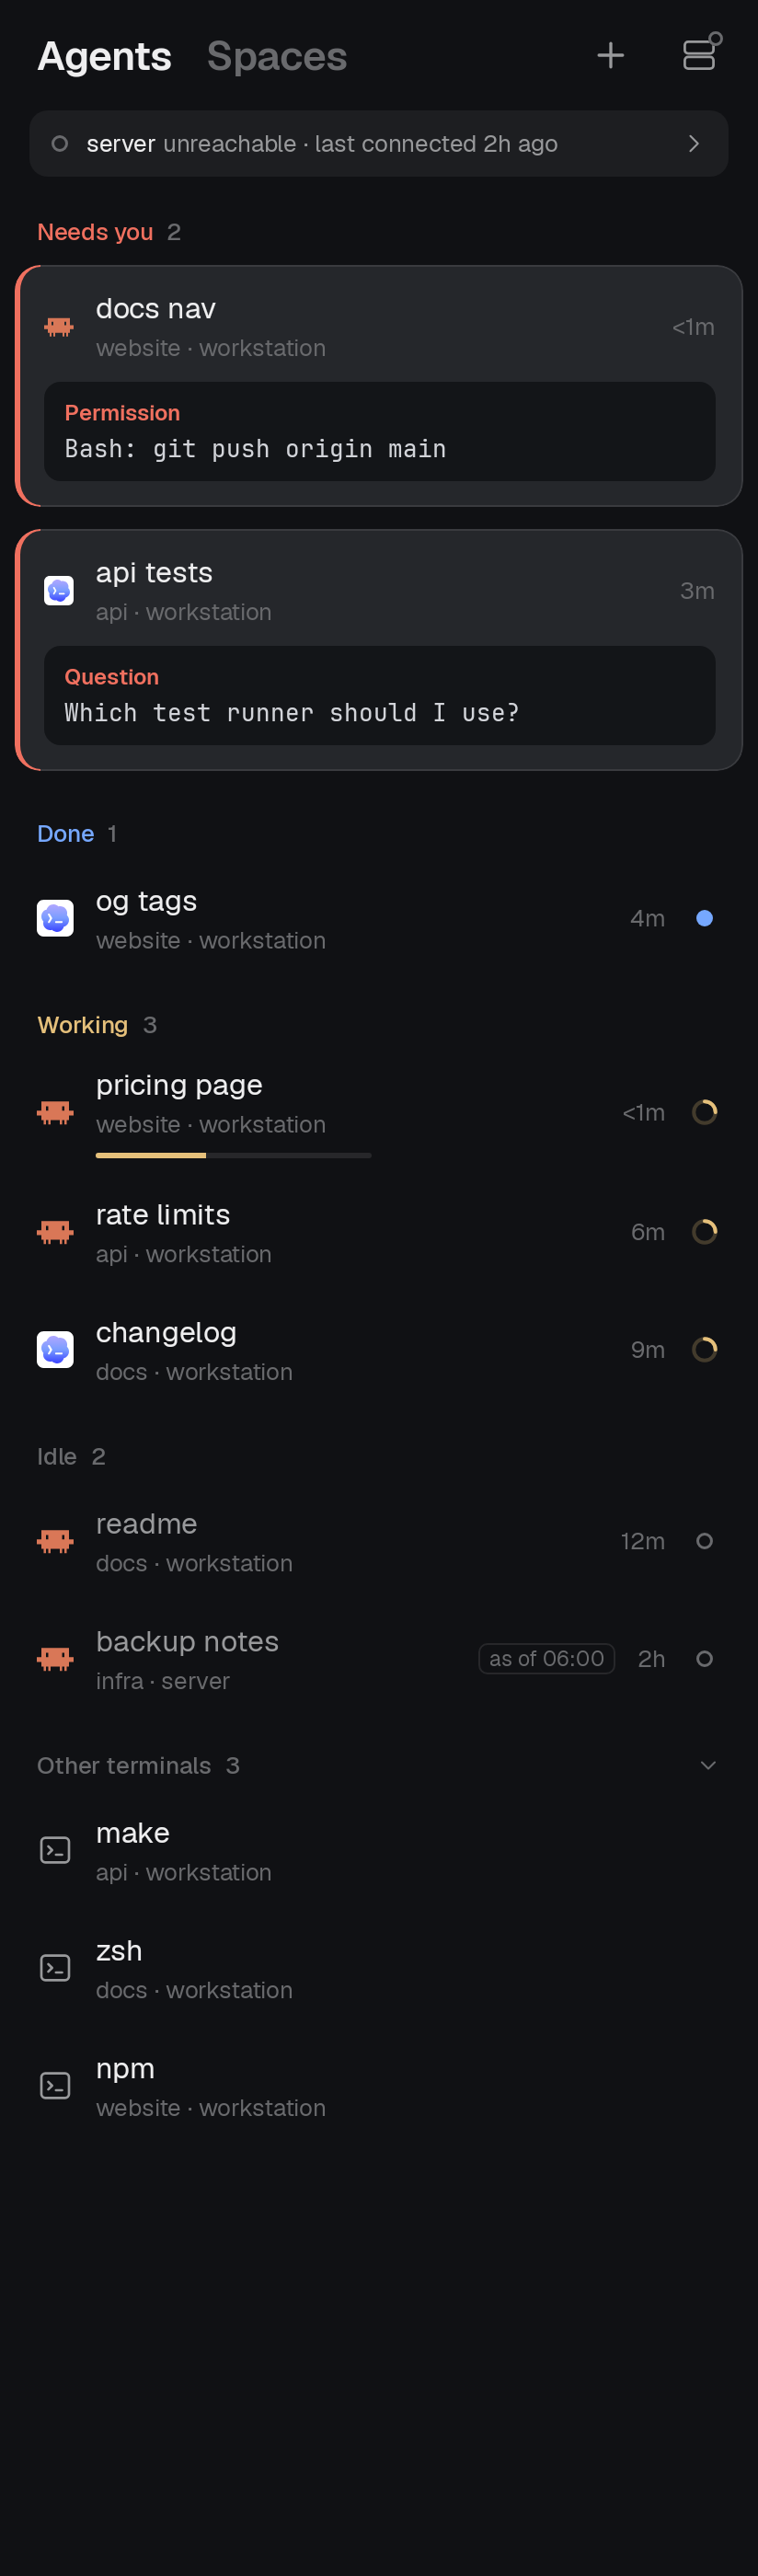 Agents Spaces
server unreachable · last connected 2h ago
Needs you 2
docs nav
website · workstation
<1m
Permission
Bash: git push origin main
api tests
api · workstation
3m
Question
Which test runner should I use?
Done 1
og tags
website · workstation
4m
Working 3
pricing page
website · workstation
<1m
rate limits
api · workstation
6m
changelog
docs · workstation
9m
Idle 2
readme
docs · workstation
12m
backup notes
infra · server
as of 06:00 2h
Other terminals 3
make
api · workstation
zsh
docs · workstation
npm
website · workstation